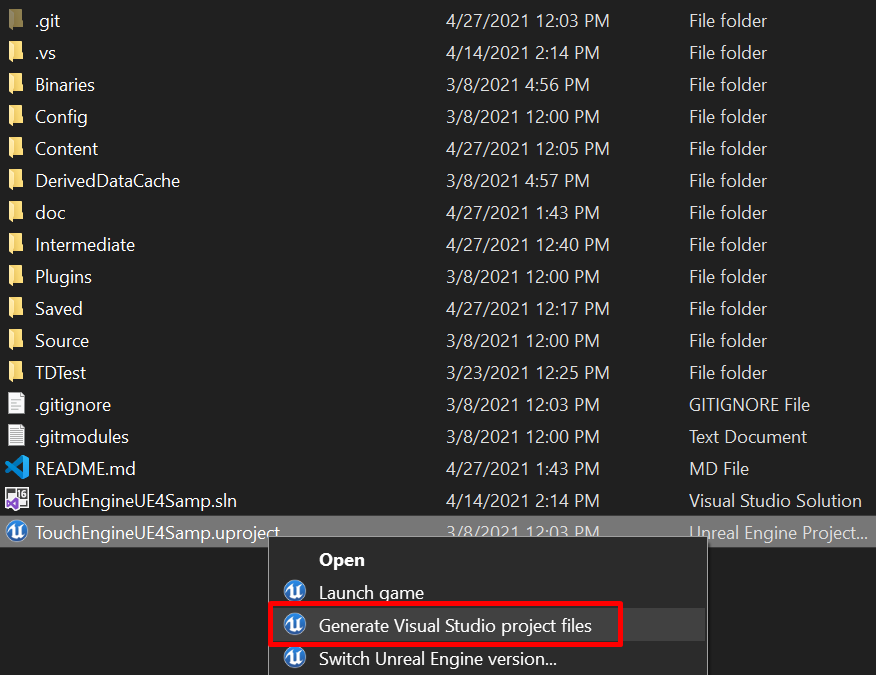 .git 4/27/2021 12:03 PM File folder
.vs 4/14/2021 2:14 PM File folder
Binaries 3/8/2021 4:56 PM File folder
Config 3/8/2021 12:00 PM File folder
Content 4/27/2021 12:05 PM File folder
DerivedDataCache 3/8/2021 4:57 PM File folder
doc 4/27/2021 1:43 PM File folder
Intermediate 4/27/2021 12:40 PM File folder
Plugins 3/8/2021 12:00 PM File folder
Saved 4/27/2021 12:17 PM File folder
Source 3/8/2021 12:00 PM File folder
TDTest 3/23/2021 12:25 PM File folder
.gitignore 3/8/2021 12:03 PM GITIGNORE File
.gitmodules 3/8/2021 12:00 PM Text Document
README.md 4/27/2021 1:43 PM MD File
TouchEngineUE4Samp.sln 4/14/2021 2:14 PM Visual Studio Solution
TouchEngineUE4Samp.uproject 3/8/2021 12:03 PM Unreal Engine Project...
Open
Launch game
Generate Visual Studio project files
Switch Unreal Engine version...